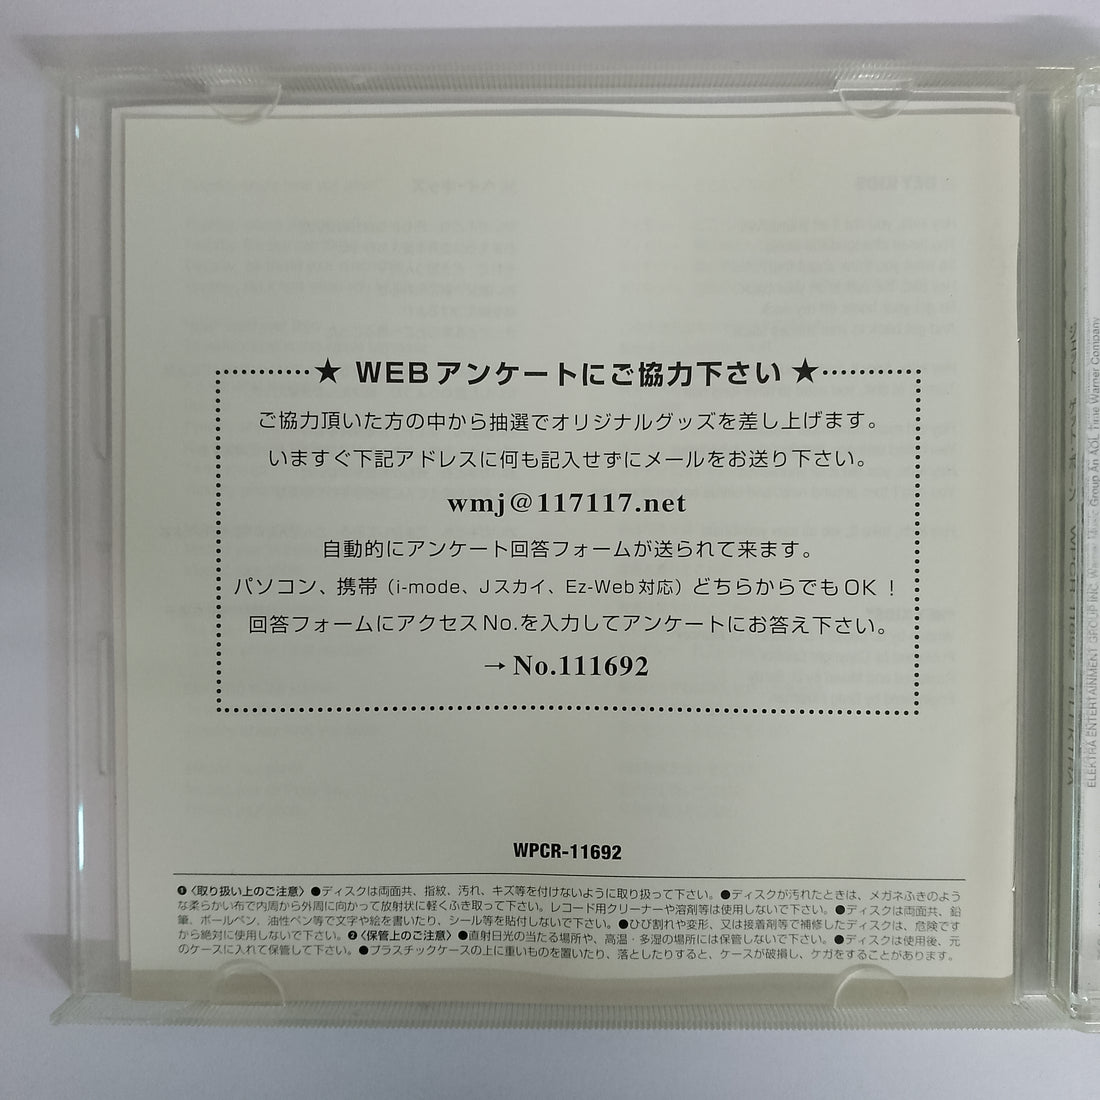 ★ WEBアンケートにご協力下さい ★
ご協力頂いた方の中から抽選でオリジナルグッズを差し上げます。
いますぐ下記アドレスに何も記入せずにメールをお送り下さい。
wmj@117117.net
自動的にアンケート回答フォームが送られて来ます。
パソコン、携帯（i-mode、Jスカイ、Ez-Web対応）どちらからでもOK！
回答フォームにアクセスNo.を入力してアンケートにお答え下さい。
→No.111692
WPCR-11692
❶〈取り扱い上のご注意〉●ディスクは両面共、指紋、汚れ、キズ等を付けないように取り扱って下さい。●ディスクが汚れたときは、メガネふきのよう
な柔らかい布で内周から外周に向かって放射状に軽くふき取って下さい。レコード用クリーナーや溶剤等は使用しないで下さい。●ディスクは両面共、鉛
筆、ボールペン、油性ペン等で文字や絵を書いたり、シール等を貼付しないで下さい。●ひび割れや変形、又は接着剤等で補修したディスクは、危険です
から絶対に使用しないで下さい。❷〈保管上のご注意〉●直射日光の当たる場所や、高温・多湿の場所には保管しないで下さい。●ディスクは使用後、元
のケースに入れて保管して下さい。●プラスチックケースの上に重いものを置いたり、落としたりすると、ケースが破損し、ケガをすることがあります。
WPCR-11692
ELEKTRA
ELEKTRA ENTERTAINMENT GROUP INC. Warner Music Group An AOL Time Warner Company